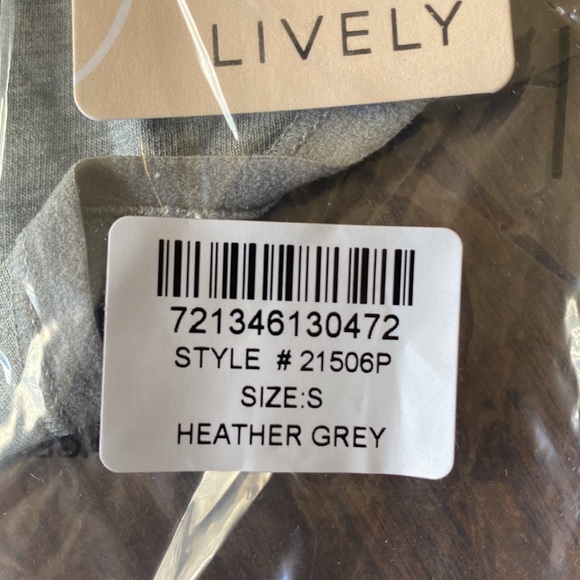 LIVELY
721346130472
STYLE # 21506P
SIZE:S
HEATHER GREY